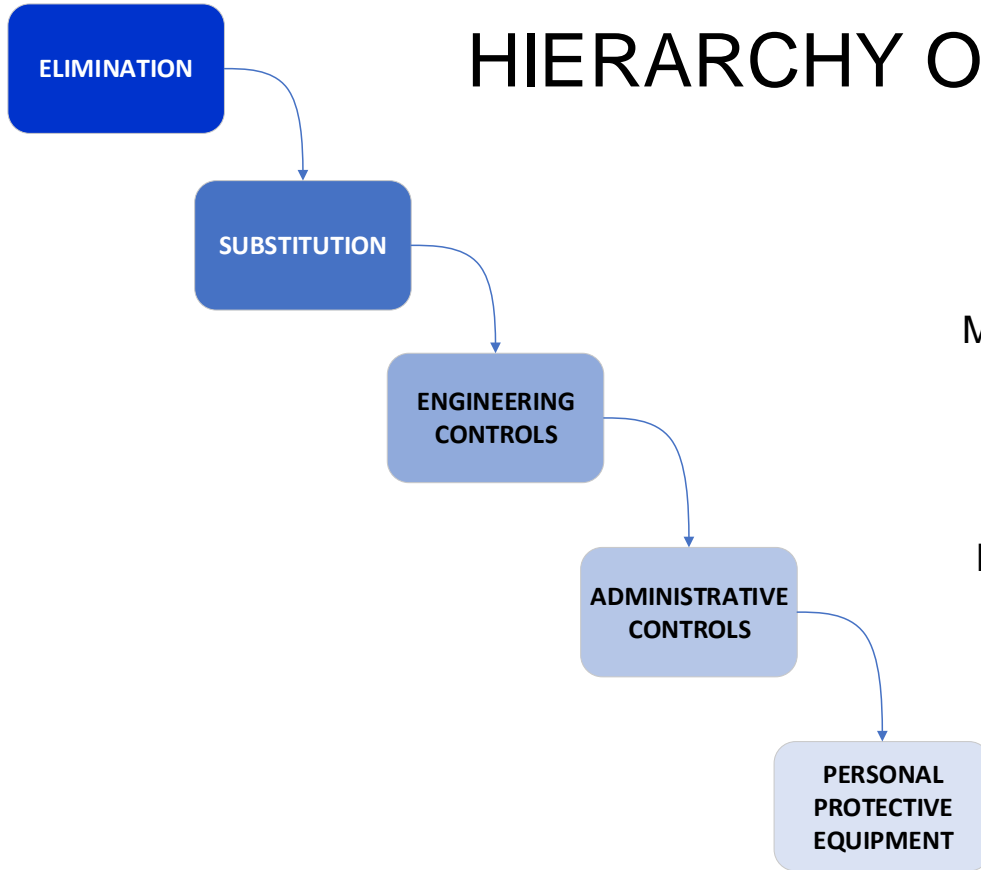 HIERARCHY O
ELIMINATION
SUBSTITUTION
M
ENGINEERING
CONTROLS
ADMINISTRATIVE
CONTROLS
PERSONAL
PROTECTIVE
EQUIPMENT